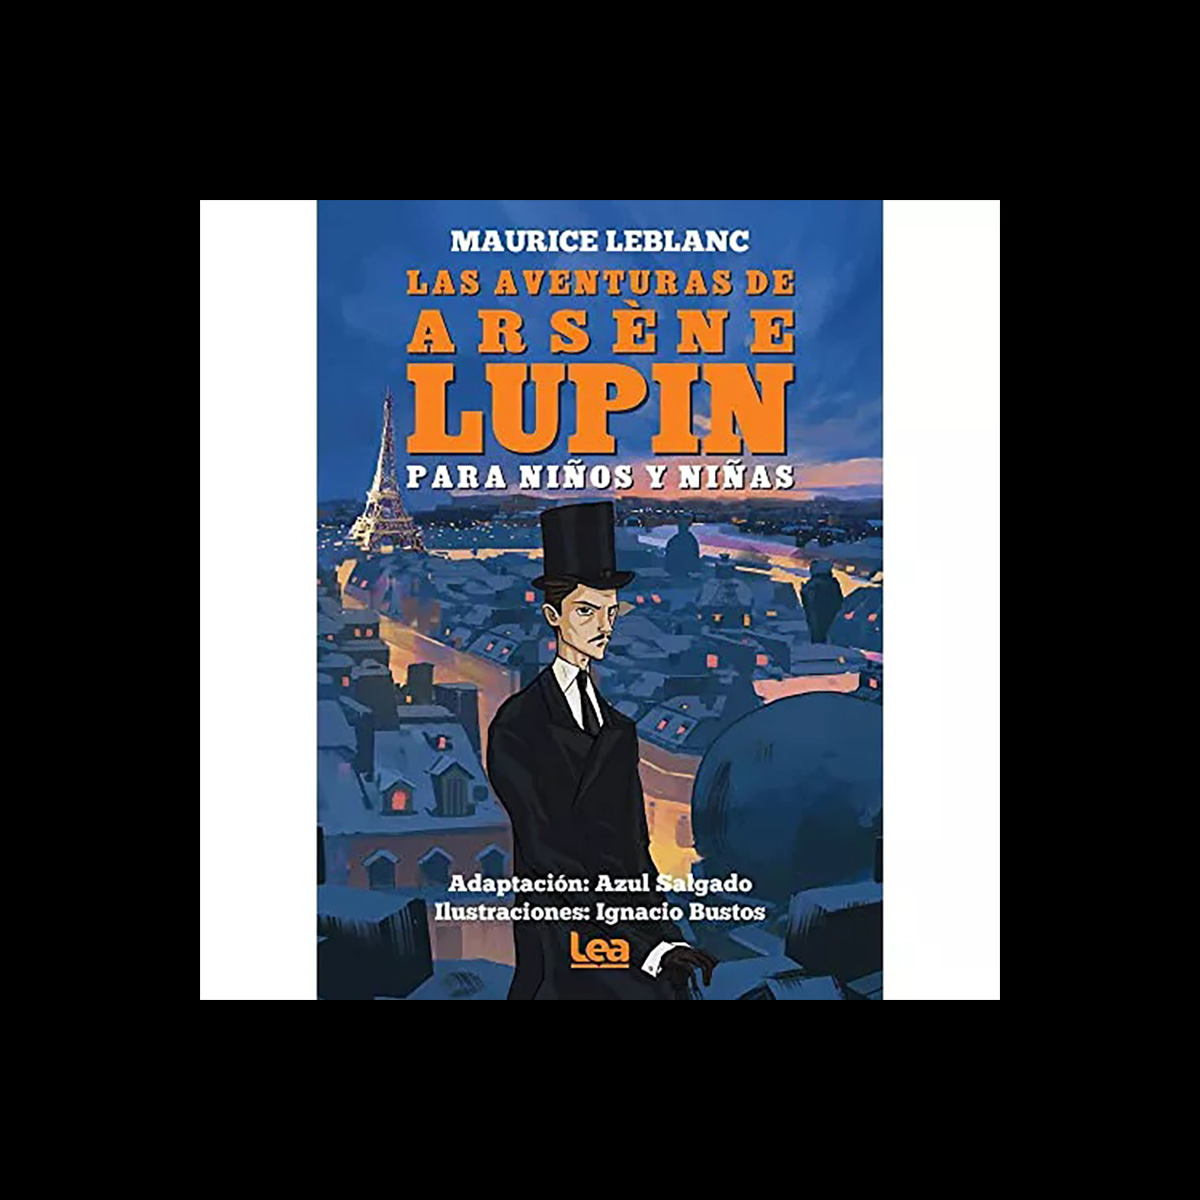 MAURICE LEBLANC
LAS AVENTURAS DE
ARSÈNE
LUPIN
PARA NIÑOS Y NIÑAS
Adaptación: Azul Salgado
Ilustraciones: Ignacio Bustos
Lea